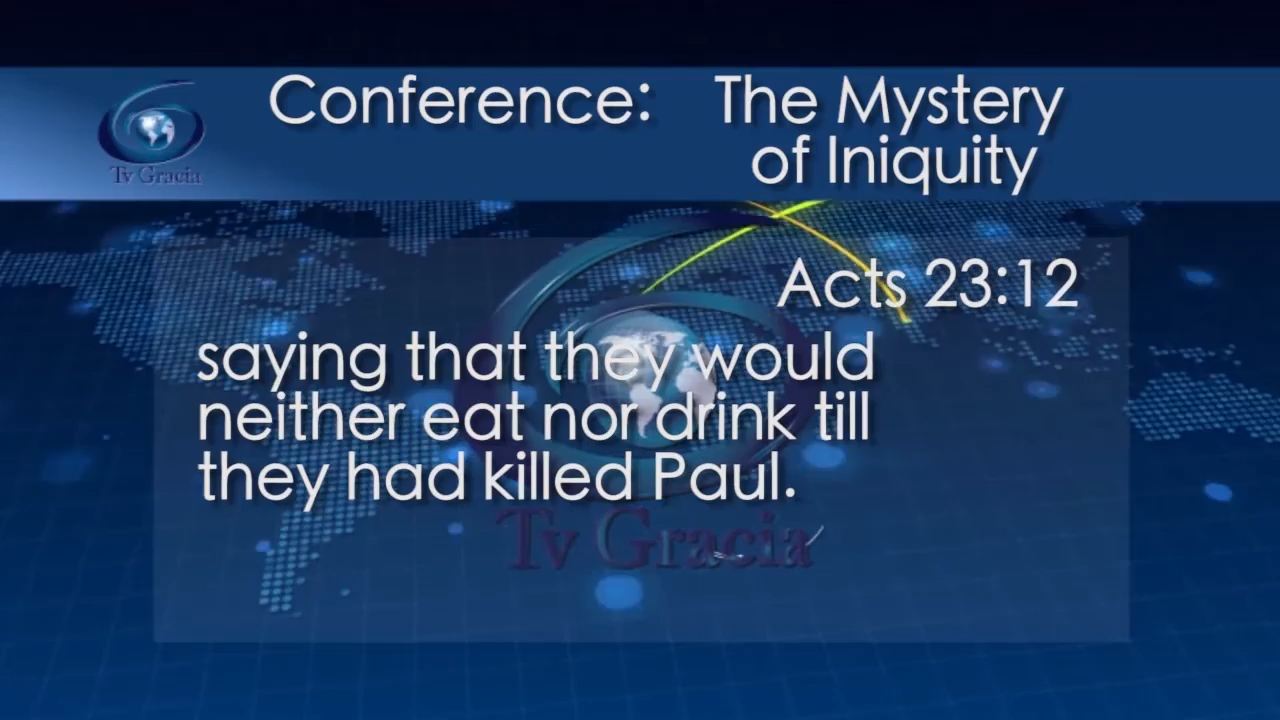 Conference: The Mystery
of Iniquity
Tv Gracia
Acts 23:12
saying that they would
neither eat nor drink till
they had killed Paul.
Tv Gracia